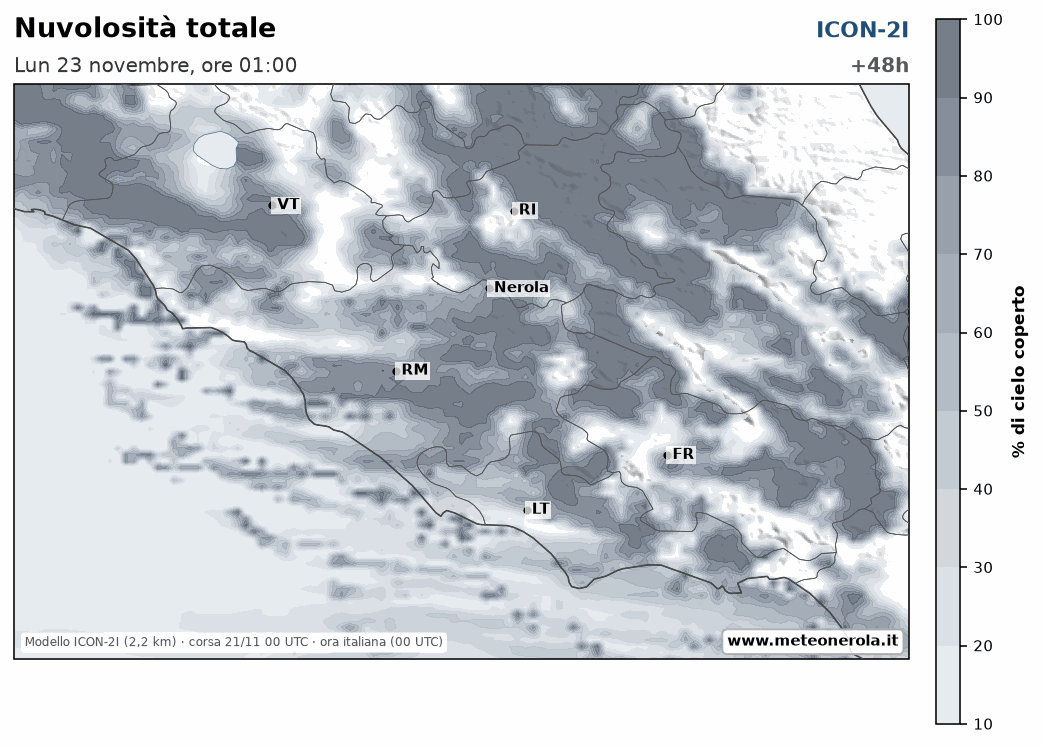 Nuvolosità totale
ICON-2I
Lun 23 novembre, ore 01:00
+48h
VT
RI
Nerola
RM
FR
LT
Modello ICON-2I (2,2 km) · corsa 21/11 00 UTC · ora italiana (00 UTC)
www.meteonerola.it
100
90
80
70
60
50
40
30
20
10
% di cielo coperto